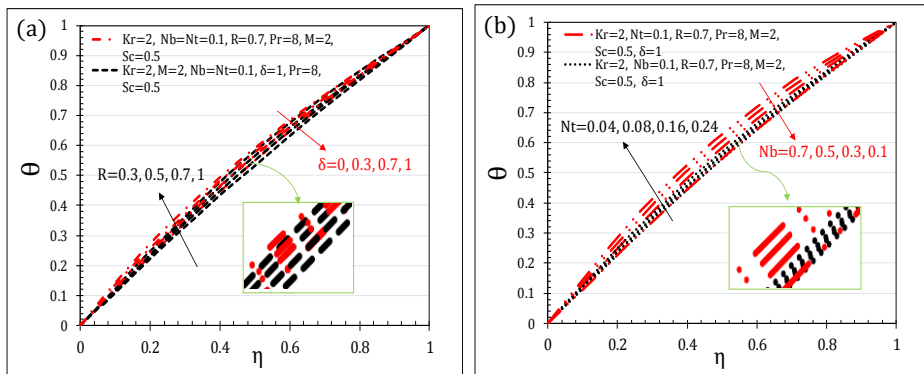 (a)
Kr=2, Nb=Nt=0.1, R=0.7, Pr=8, M=2,
Sc=0.5
Kr=2, M=2, Nb=Nt=0.1, δ=1, Pr=8,
Sc=0.5
1
0.9
0.8
0.7
0.6
0.5
0.4
0.3
0.2
0.1
0
θ
R=0.3, 0.5, 0.7, 1
δ=0, 0.3, 0.7, 1
0
0.2
0.4
0.6
0.8
1
η
(b)
Kr=2, Nt=0.1, R=0.7, Pr=8, M=2,
Sc=0.5, δ=1
Kr=2, Nb=0.1, R=0.7, Pr=8, M=2,
Sc=0.5, δ=1
1
0.9
0.8
0.7
0.6
0.5
0.4
0.3
0.2
0.1
0
θ
Nt=0.04, 0.08, 0.16, 0.24
Nb=0.7, 0.5, 0.3, 0.1
0
0.2
0.4
0.6
0.8
1
η